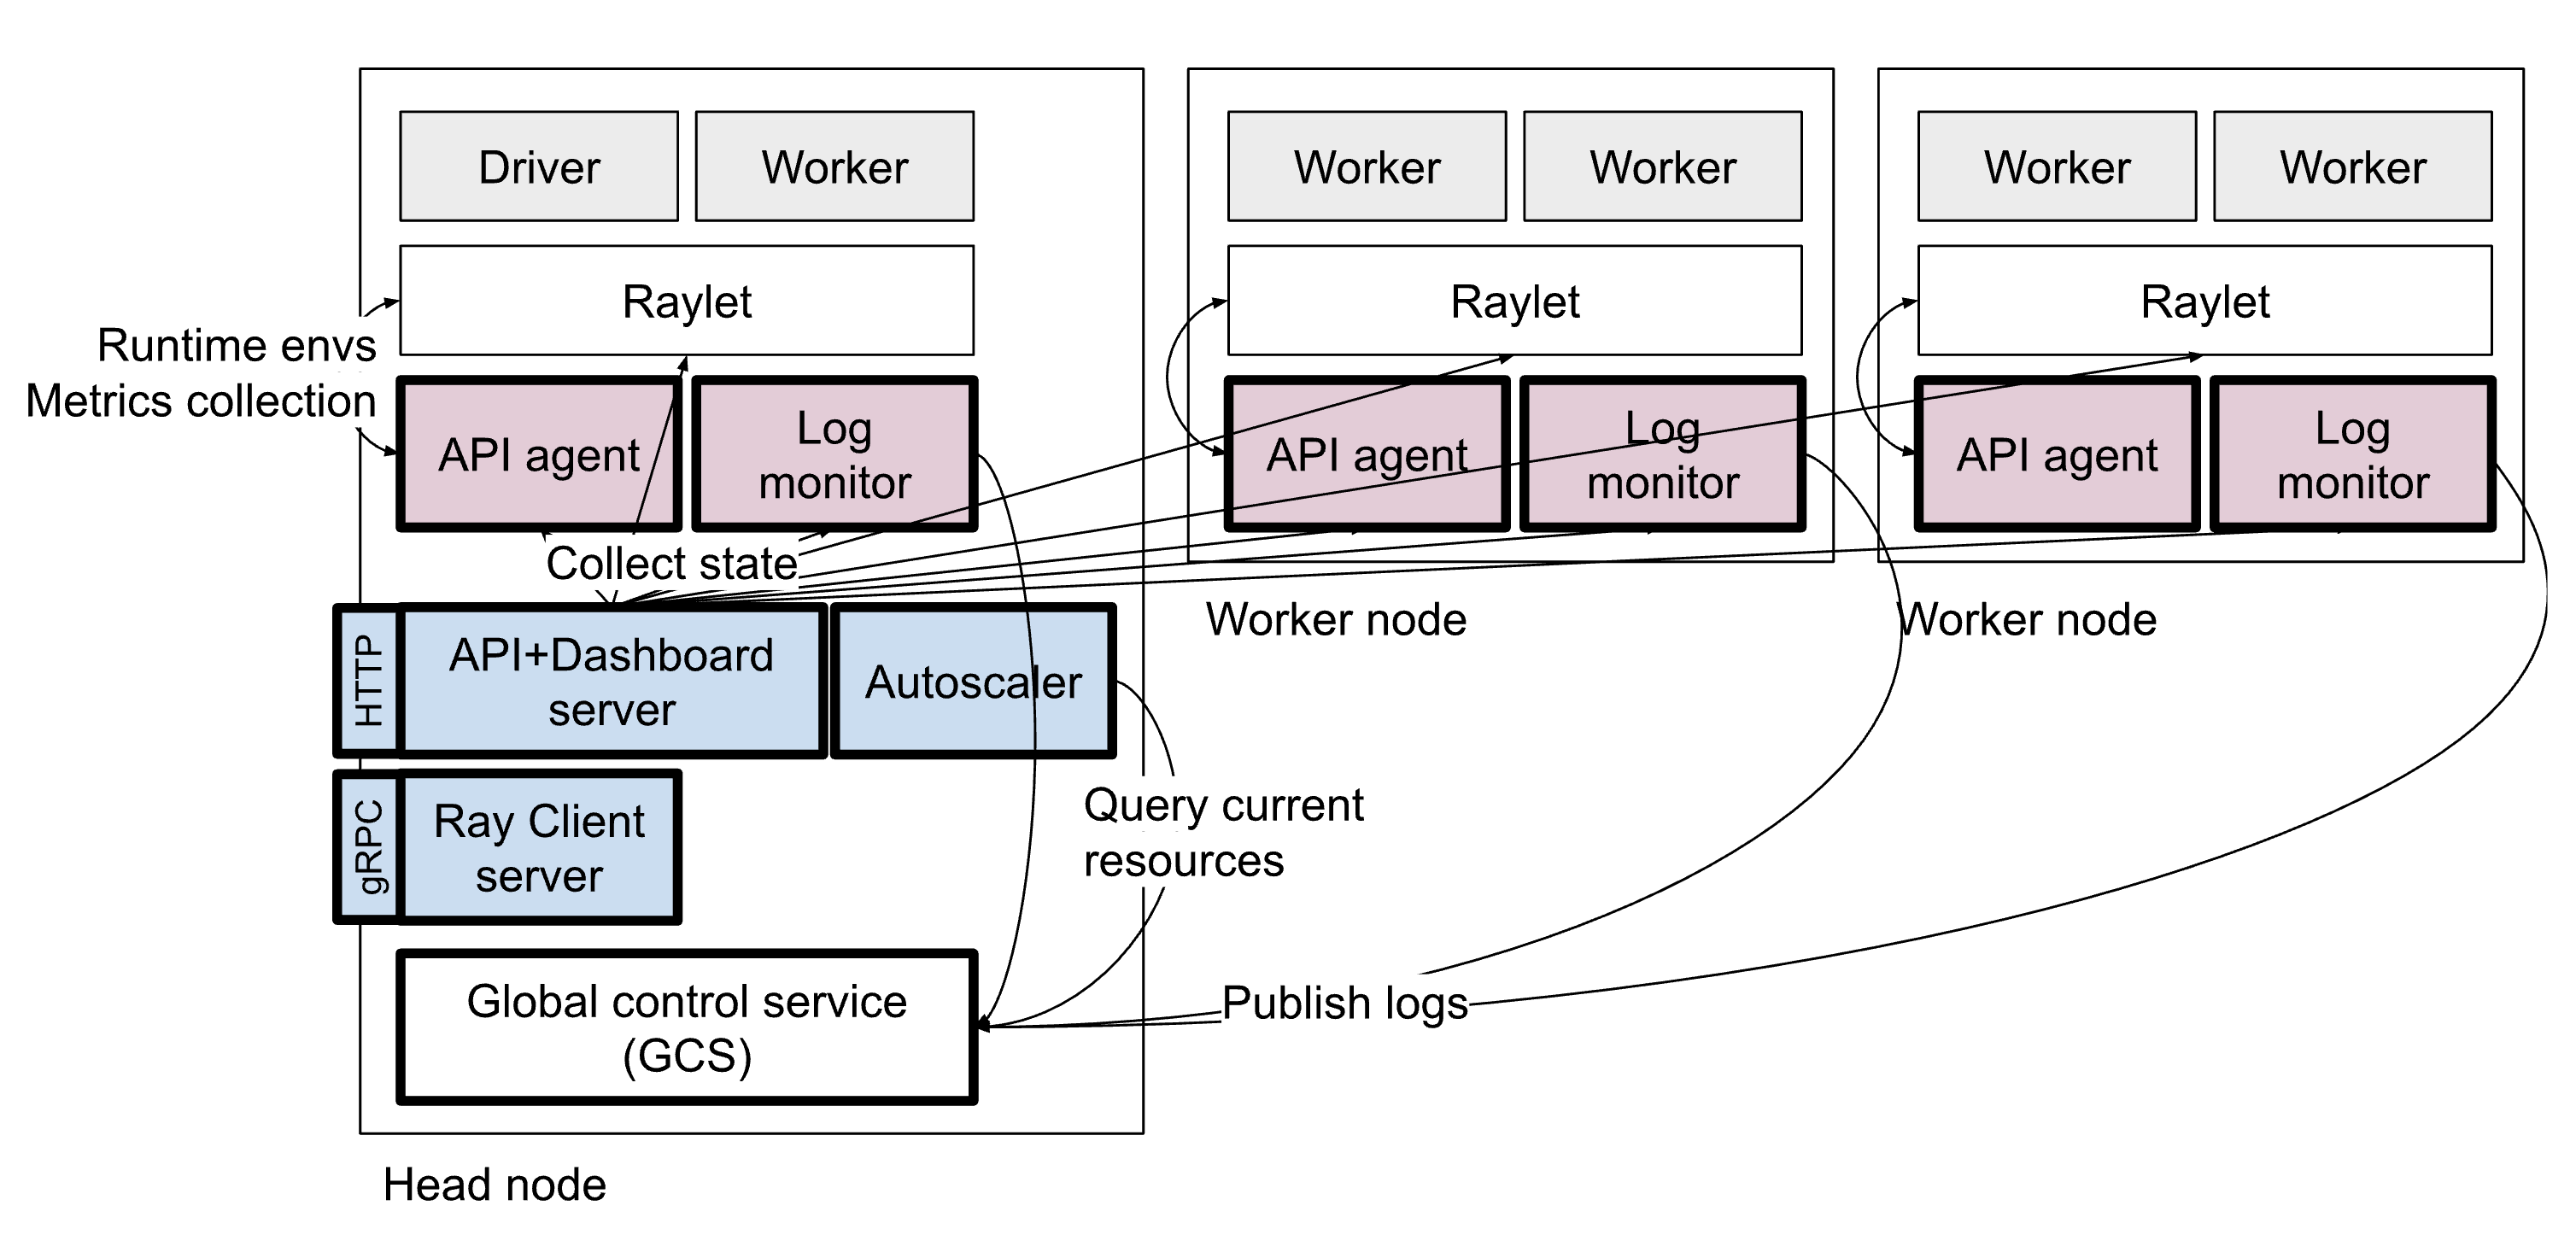 Driver
Worker
Worker
Worker
Worker
Worker
Raylet
Raylet
Raylet
Runtime envs
Metrics collection
API agent
Log
monitor
API agent
Log
monitor
API agent
Log
monitor
Collect state
HTTP
API+Dashboard
server
Autoscaler
Worker node
Worker node
gRPC
Ray Client
server
Query current
resources
Global control service
(GCS)
Publish logs
Head node